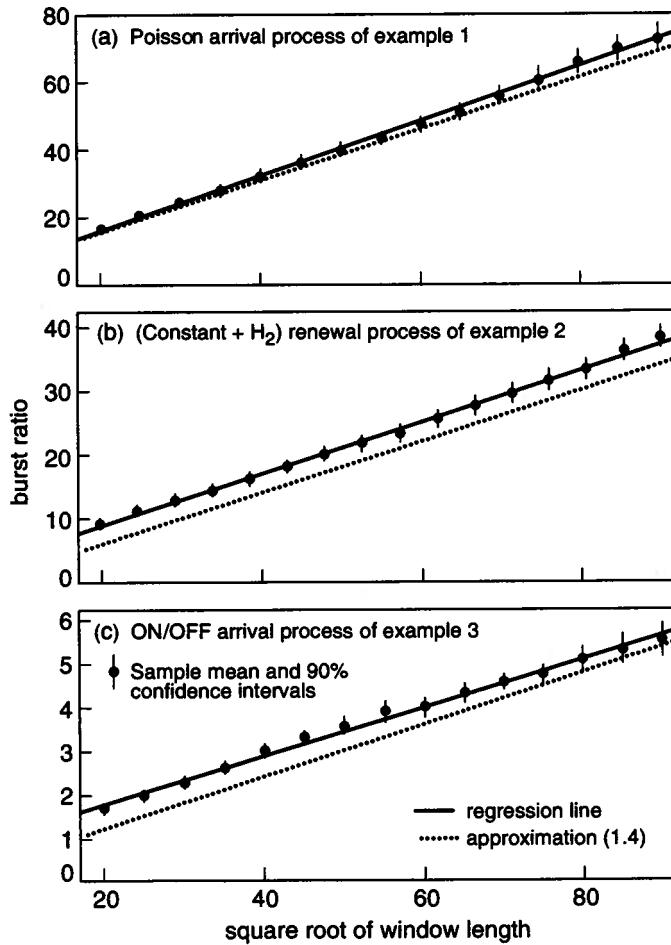 80
(a) Poisson arrival process of example 1
60
40
20
0
40
(b) (Constant + H₂) renewal process of example 2
30
20
10
0
burst ratio
6
(c) ON/OFF arrival process of example 3
5
Sample mean and 90%
confidence intervals
4
3
2
1
0
regression line
approximation (1.4)
20 40 60 80
square root of window length